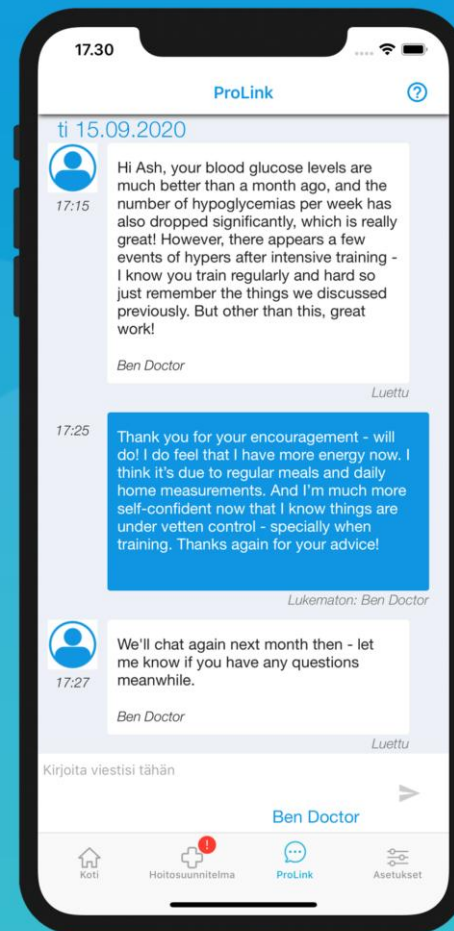 17.30
ProLink
ti 15.09.2020
17:15
Hi Ash, your blood glucose levels are
much better than a month ago, and the
number of hypoglycemias per week has
also dropped significantly, which is really
great! However, there appears a few
events of hypers after intensive training -
I know you train regularly and hard so
just remember the things we discussed
previously. But other than this, great
work!
Ben Doctor
Luettu
17:25
Thank you for your encouragement - will
do! I do feel that I have more energy now. I
think it's due to regular meals and daily
home measurements. And I'm much more
self-confident now that I know things are
under vetten control - specially when
training. Thanks again for your advice!
Lukematon: Ben Doctor
17:27
We'll chat again next month then - let
me know if you have any questions
meanwhile.
Ben Doctor
Luettu
Kirjoita viestisi tähän
Ben Doctor
Koti
Hoitosuunnitelma
ProLink
Asetukset